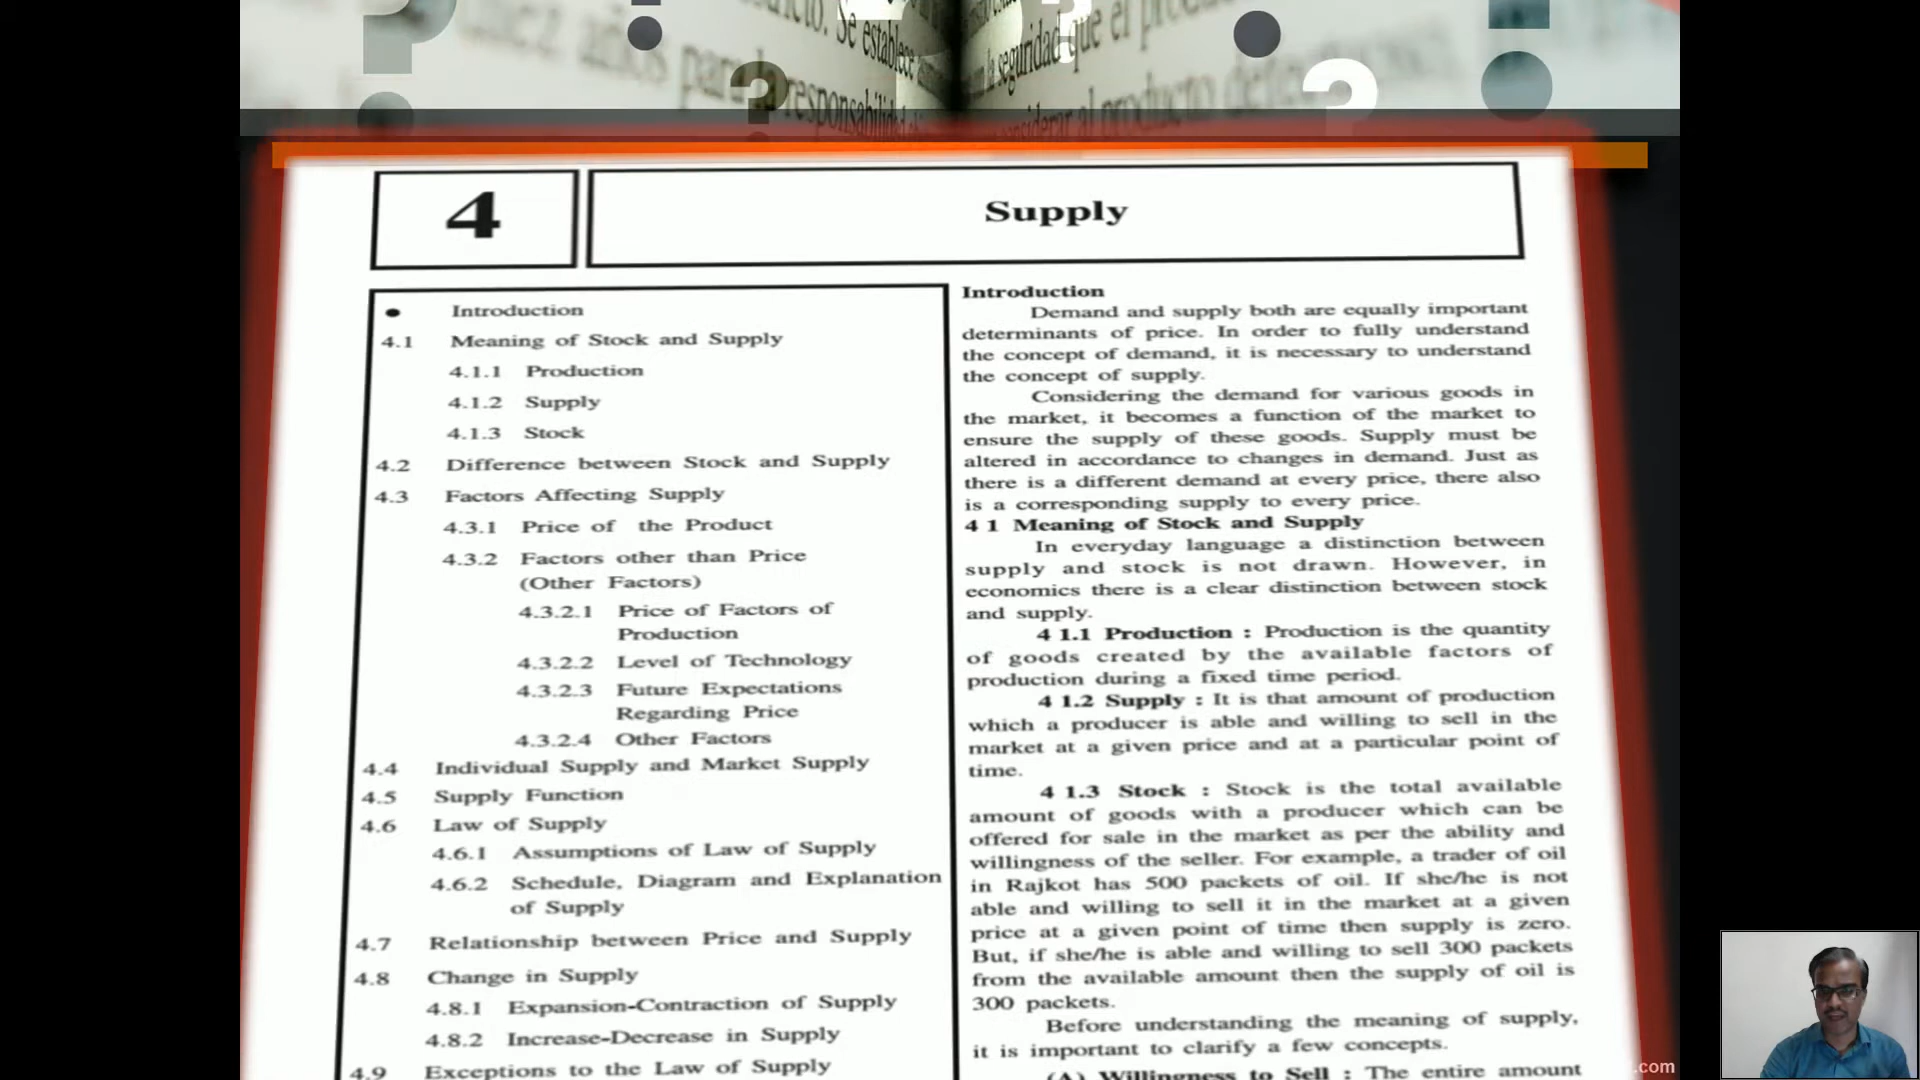 nez años para la responsabilidad
Se establece
seguridad que el
considerar al producto defectuoso
4
Supply
● Introduction
4.1 Meaning of Stock and Supply
4.1.1 Production
4.1.2 Supply
4.1.3 Stock
4.2 Difference between Stock and Supply
4.3 Factors Affecting Supply
4.3.1 Price of the Product
4.3.2 Factors other than Price
(Other Factors)
4.3.2.1 Price of Factors of
Production
4.3.2.2 Level of Technology
4.3.2.3 Future Expectations
Regarding Price
4.3.2.4 Other Factors
4.4 Individual Supply and Market Supply
4.5 Supply Function
4.6 Law of Supply
4.6.1 Assumptions of Law of Supply
4.6.2 Schedule, Diagram and Explanation
of Supply
4.7 Relationship between Price and Supply
4.8 Change in Supply
4.8.1 Expansion-Contraction of Supply
4.8.2 Increase-Decrease in Supply
4.9 Exceptions to the Law of Supply
Introduction
Demand and supply both are equally important
determinants of price. In order to fully understand
the concept of demand, it is necessary to understand
the concept of supply.
Considering the demand for various goods in
the market, it becomes a function of the market to
ensure the supply of these goods. Supply must be
altered in accordance to changes in demand. Just as
there is a different demand at every price, there also
is a corresponding supply to every price.
4 1 Meaning of Stock and Supply
In everyday language a distinction between
supply and stock is not drawn. However, in
economics there is a clear distinction between stock
and supply.
4 1.1 Production : Production is the quantity
of goods created by the available factors of
production during a fixed time period.
4 1.2 Supply : It is that amount of production
which a producer is able and willing to sell in the
market at a given price and at a particular point of
time.
4 1.3 Stock : Stock is the total available
amount of goods with a producer which can be
offered for sale in the market as per the ability and
willingness of the seller. For example, a trader of oil
in Rajkot has 500 packets of oil. If she/he is not
able and willing to sell it in the market at a given
price at a given point of time then supply is zero.
But, if she/he is able and willing to sell 300 packets
from the available amount then the supply of oil is
300 packets.
Before understanding the meaning of supply,
it is important to clarify a few concepts.
(A) Willingness to Sell : The entire amount
.com